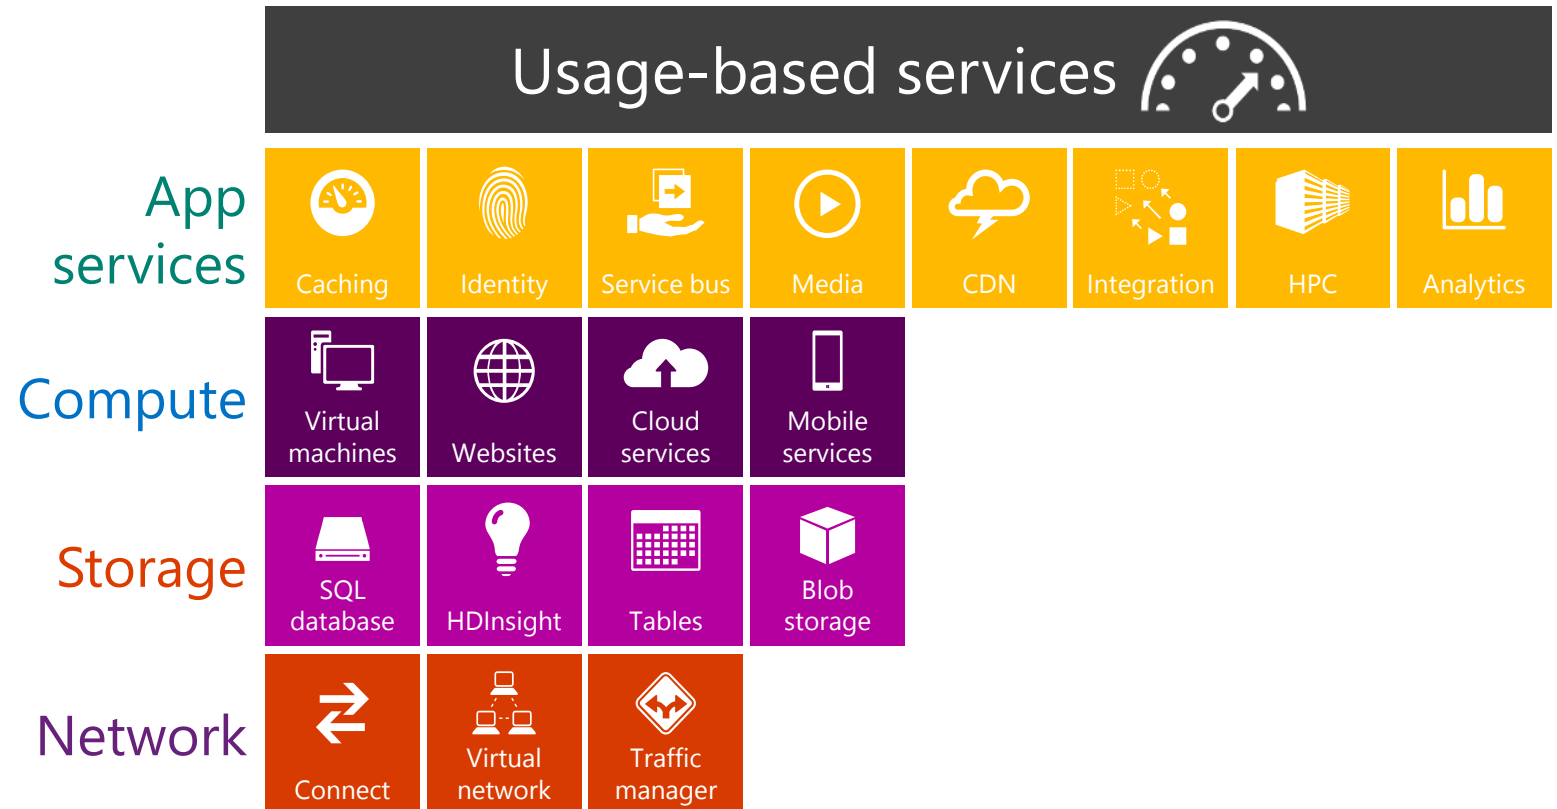 Usage-based services
App
services
Caching
Identity
Service bus
Media
CDN
Integration
HPC
Analytics
Compute
Virtual
machines
Websites
Cloud
services
Mobile
services
Storage
SQL
database
HDInsight
Tables
Blob
storage
Network
Connect
Virtual
network
Traffic
manager